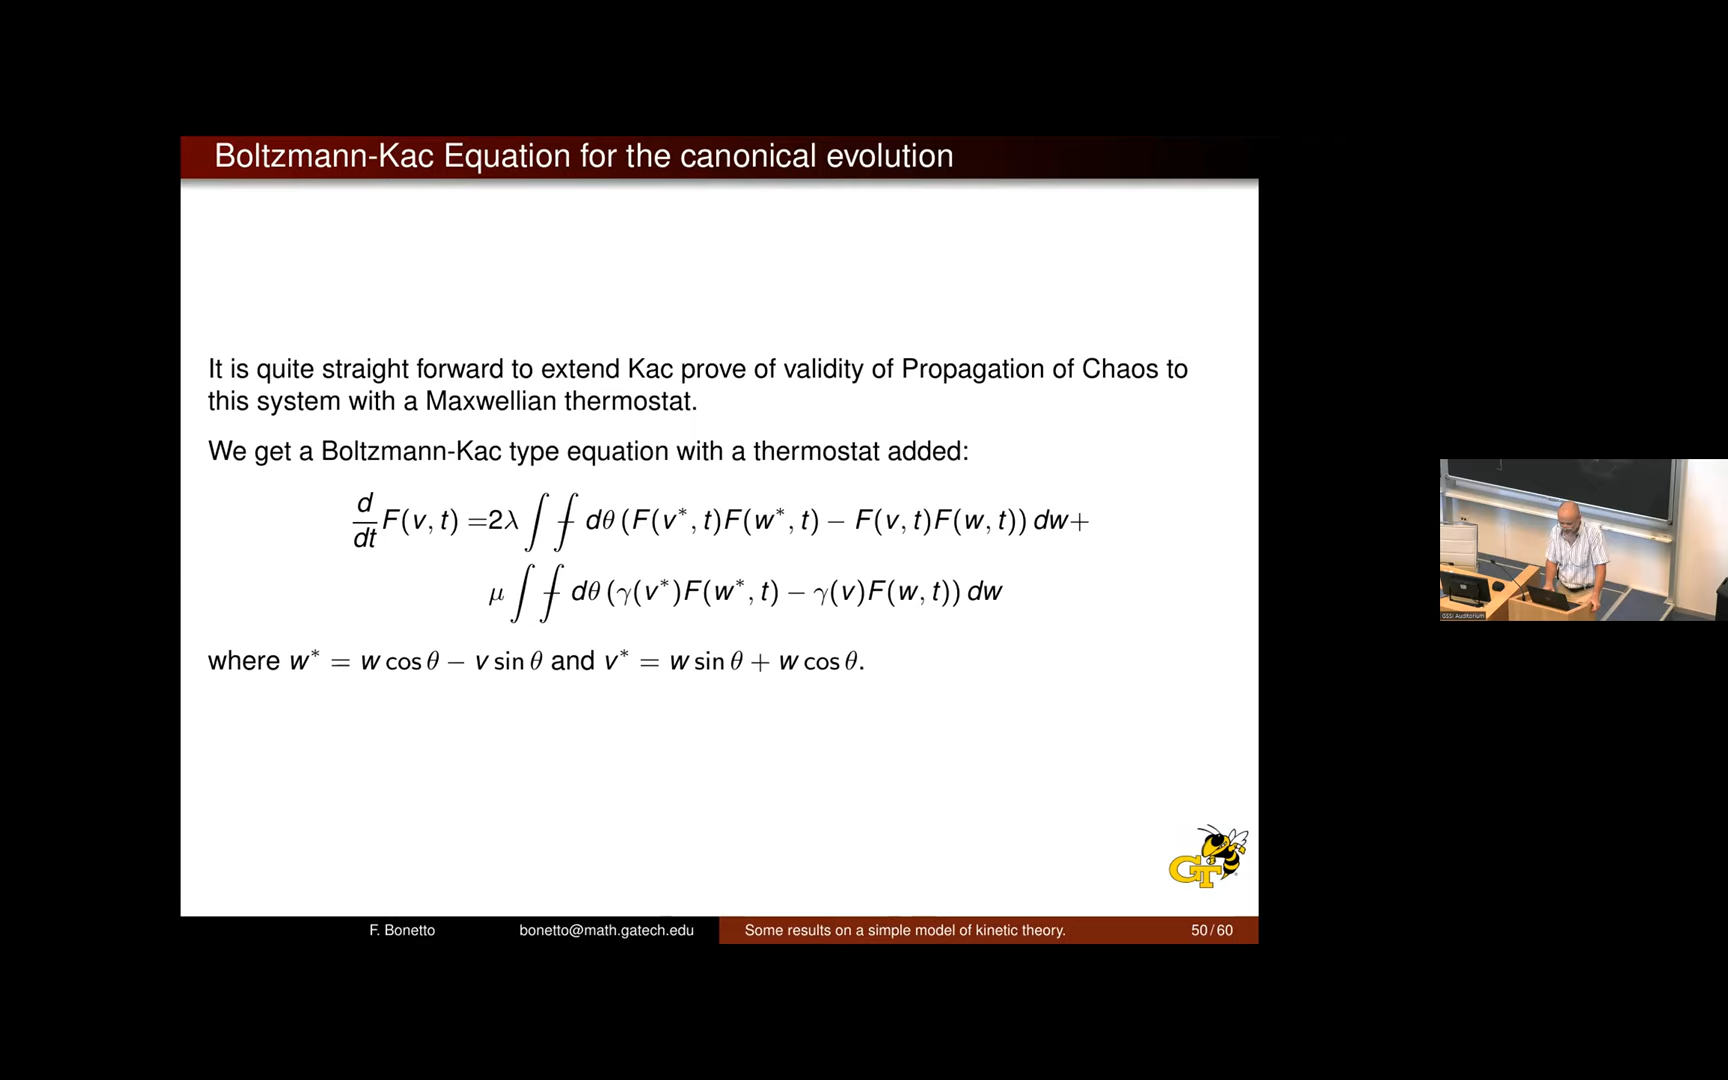 Boltzmann-Kac Equation for the canonical evolution
It is quite straight forward to extend Kac prove of validity of Propagation of Chaos to
this system with a Maxwellian thermostat.
We get a Boltzmann-Kac type equation with a thermostat added:
d/dt F(v, t) =2λ ∫ ⨍ dθ (F(v*, t)F(w*, t) − F(v, t)F(w, t)) dw+
μ ∫ ⨍ dθ (γ(v*)F(w*, t) − γ(v)F(w, t)) dw
where w* = w cos θ − v sin θ and v* = w sin θ + w cos θ.
GT
F. Bonetto bonetto@math.gatech.edu Some results on a simple model of kinetic theory. 50/60
GSSI Auditorium